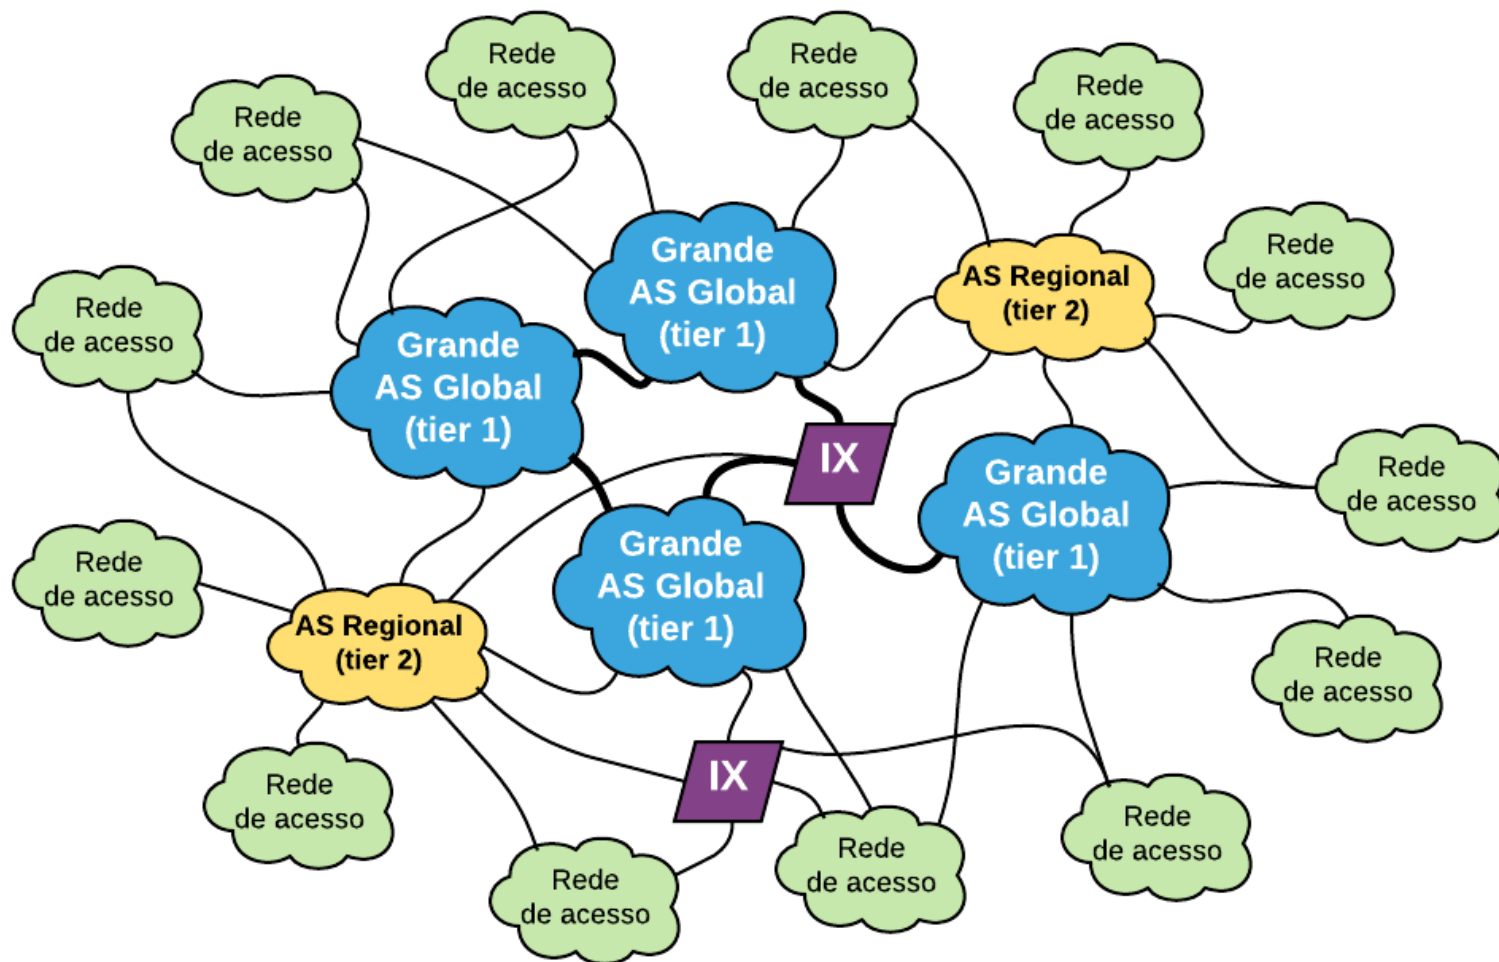 Rede
de acesso
Rede
de acesso
Rede
de acesso
Rede
de acesso
Rede
de acesso
Grande
AS Global
(tier 1)
AS Regional
(tier 2)
Rede
de acesso
Grande
AS Global
(tier 1)
IX
Grande
AS Global
(tier 1)
Rede
de acesso
Rede
de acesso
Grande
AS Global
(tier 1)
AS Regional
(tier 2)
Rede
de acesso
Rede
de acesso
IX
Rede
de acesso
Rede
de acesso
Rede
de acesso